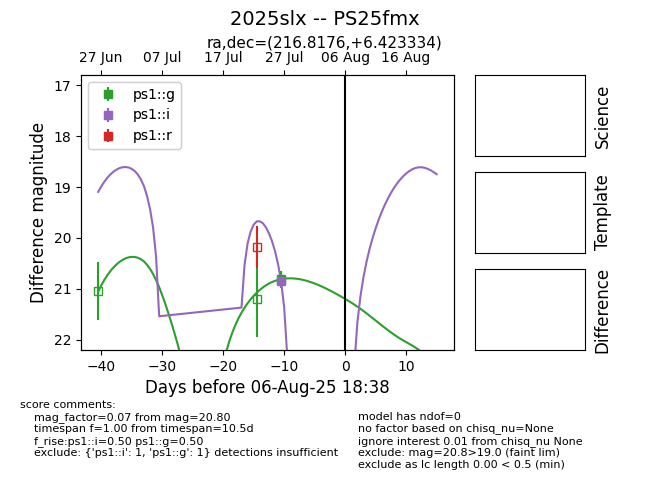 2025slx -- PS25fmx
ra,dec=(216.8176,+6.423334)
27 Jun 07 Jul 17 Jul 27 Jul 06 Aug 16 Aug
ps1::g
ps1::i
ps1::r
17
18
19
20
21
22
Difference magnitude
−40 −30 −20 −10 0 10
Days before 06-Aug-25 18:38
Science
Template
Difference
score comments:
mag_factor=0.07 from mag=20.80
timespan f=1.00 from timespan=10.5d
f_rise:ps1::i=0.50 ps1::g=0.50
exclude: {'ps1::i': 1, 'ps1::g': 1} detections insufficient
model has ndof=0
no factor based on chisq_nu=None
ignore interest 0.01 from chisq_nu None
exclude: mag=20.8>19.0 (faint lim)
exclude as lc length 0.00 < 0.5 (min)